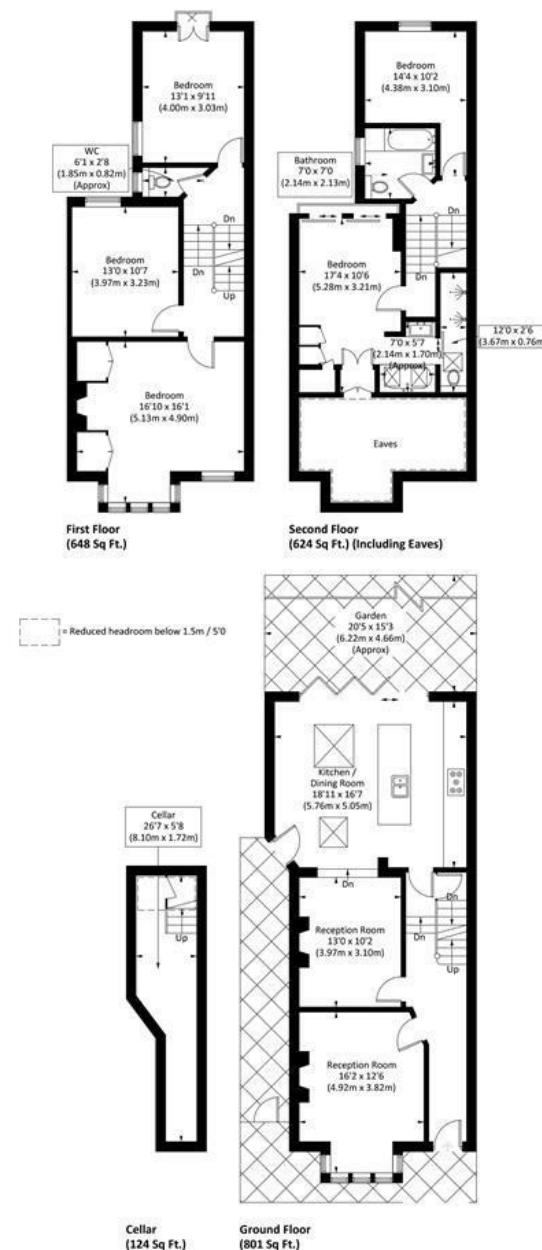 Bedroom
13'1 x 9'11
(4.00m x 3.03m)
WC
6'1 x 2'8
(1.85m x 0.82m)
(Approx)
Dn
Dn
Up
Bedroom
13'0 x 10'7
(3.97m x 3.23m)
Bedroom
16'10 x 16'1
(5.13m x 4.90m)
First Floor
(648 Sq Ft.)
Bedroom
14'4 x 10'2
(4.38m x 3.10m)
Bathroom
7'0 x 7'0
(2.14m x 2.13m)
Dn
Dn
Bedroom
17'4 x 10'6
(5.28m x 3.21m)
7'0 x 5'7
(2.14m x 1.70m)
(Approx)
12'0 x 2'6
(3.67m x 0.76m)
Eaves
Second Floor
(624 Sq Ft.) (Including Eaves)
= Reduced headroom below 1.5m / 5'0
Garden
20'5 x 15'3
(6.22m x 4.66m)
(Approx)
Kitchen /
Dining Room
18'11 x 16'7
(5.76m x 5.05m)
Cellar
26'7 x 5'8
(8.10m x 1.72m)
Up
Dn
Dn
Dn
Up
Reception Room
13'0 x 10'2
(3.97m x 3.10m)
Reception Room
16'2 x 12'6
(4.92m x 3.82m)
Cellar
(124 Sq Ft.)
Ground Floor
(801 Sq Ft.)